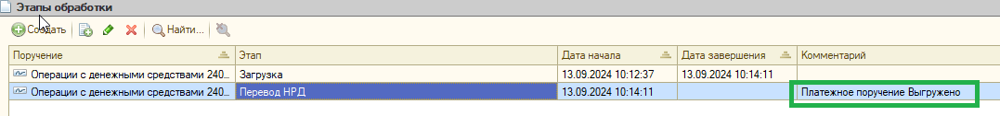 Этапы обработки
Создать Найти...
Поручение Этап Дата начала Дата завершения Комментарий
Операции с денежными средствами 240... Загрузка 13.09.2024 10:12:37 13.09.2024 10:14:11
Операции с денежными средствами 240... Перевод НРД 13.09.2024 10:14:11 Платежное поручение Выгружено